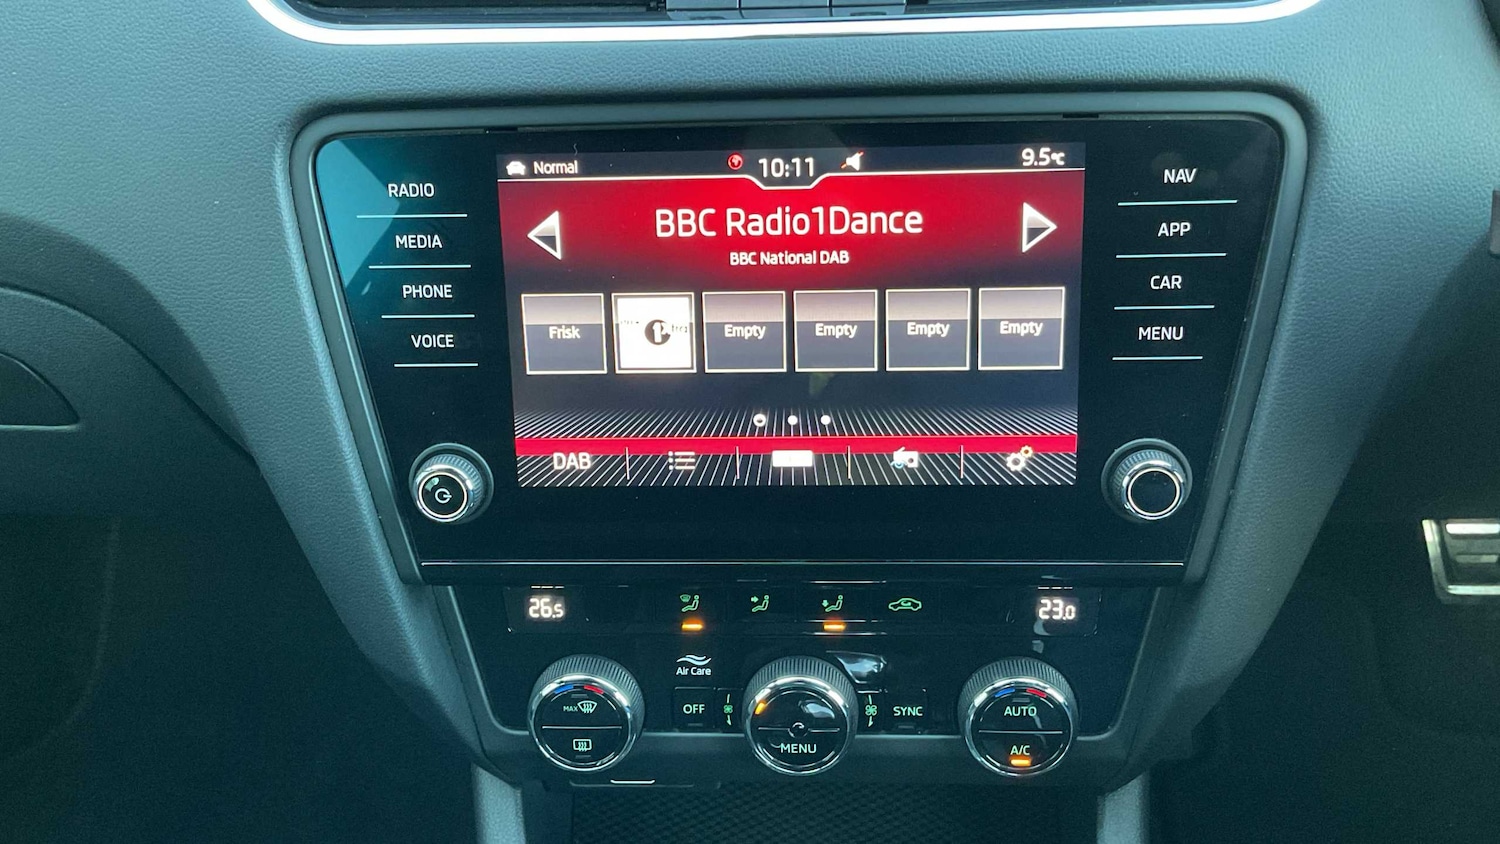 Normal
10:11
9.5°C
RADIO
MEDIA
PHONE
VOICE
BBC Radio1Dance
BBC National DAB
Frisk
1Xtra
Empty
Empty
Empty
Empty
DAB
NAV
APP
CAR
MENU
26.5
23.0
Air Care
MAX
OFF
MENU
SYNC
AUTO
A/C